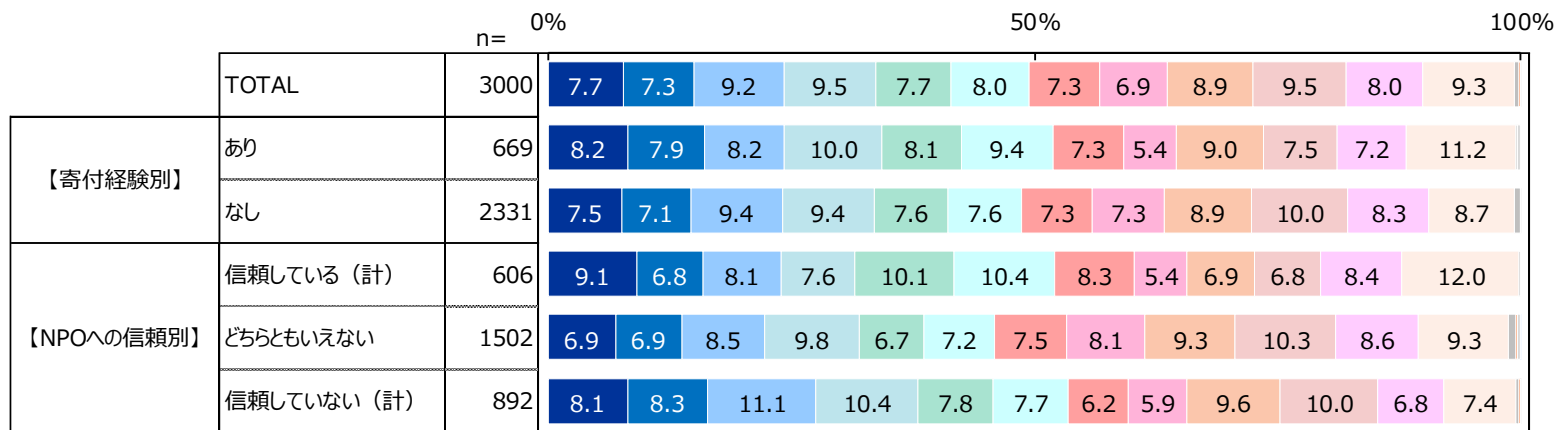 0% 50% 100%
n=
TOTAL 3000 7.7 7.3 9.2 9.5 7.7 8.0 7.3 6.9 8.9 9.5 8.0 9.3
【寄付経験別】
あり 669 8.2 7.9 8.2 10.0 8.1 9.4 7.3 5.4 9.0 7.5 7.2 11.2
なし 2331 7.5 7.1 9.4 9.4 7.6 7.6 7.3 7.3 8.9 10.0 8.3 8.7
【NPOへの信頼別】
信頼している（計） 606 9.1 6.8 8.1 7.6 10.1 10.4 8.3 5.4 6.9 6.8 8.4 12.0
どちらともいえない 1502 6.9 6.9 8.5 9.8 6.7 7.2 7.5 8.1 9.3 10.3 8.6 9.3
信頼していない（計） 892 8.1 8.3 11.1 10.4 7.8 7.7 6.2 5.9 9.6 10.0 6.8 7.4